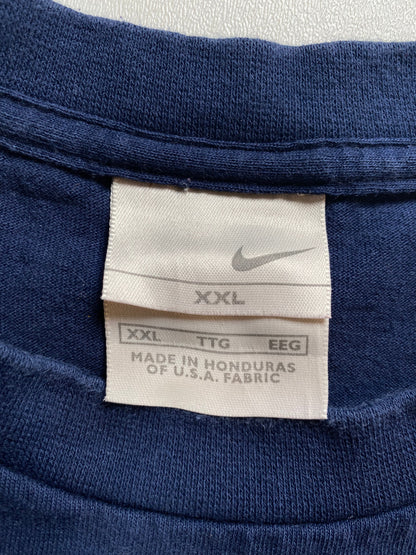 XXL
XXL TTG EEG
MADE IN HONDURAS
OF U.S.A. FABRIC